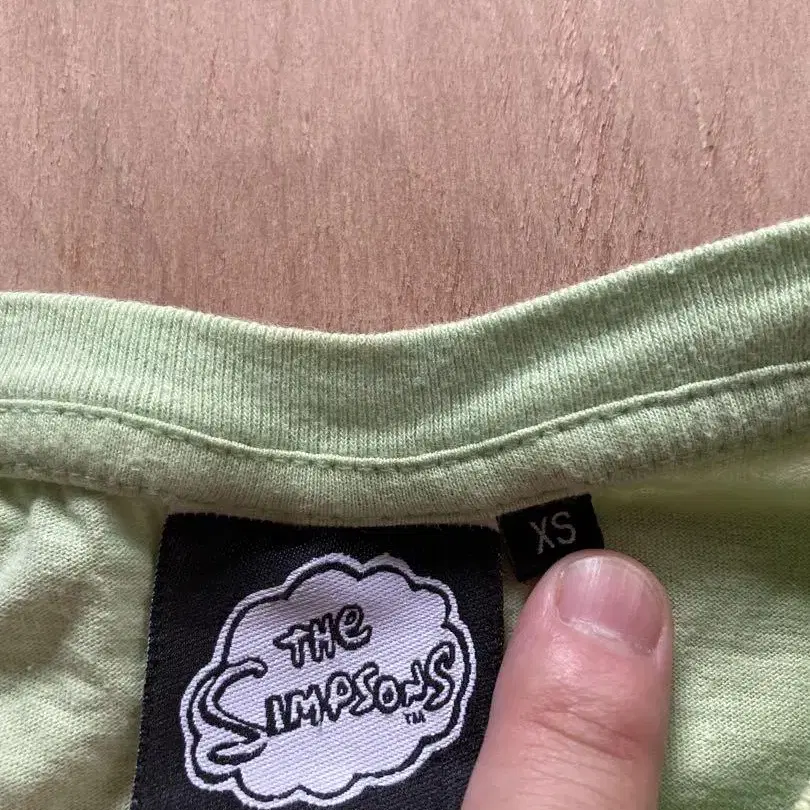 XS
THe
SIMPSONS
™